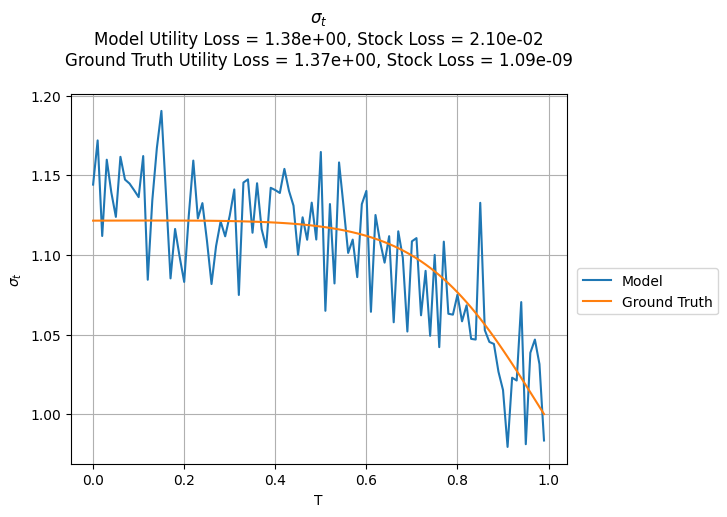 σt
Model Utility Loss = 1.38e+00, Stock Loss = 2.10e-02
Ground Truth Utility Loss = 1.37e+00, Stock Loss = 1.09e-09
1.20
1.15
1.10
1.05
1.00
σt
0.0 0.2 0.4 0.6 0.8 1.0
T
Model
Ground Truth